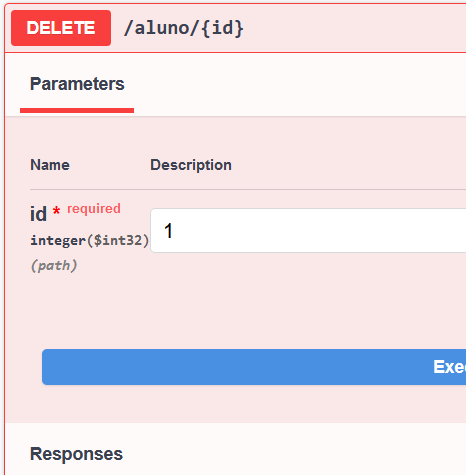 DELETE /aluno/{id}
Parameters
Name Description
id * required
1
integer($int32)
(path)
Responses